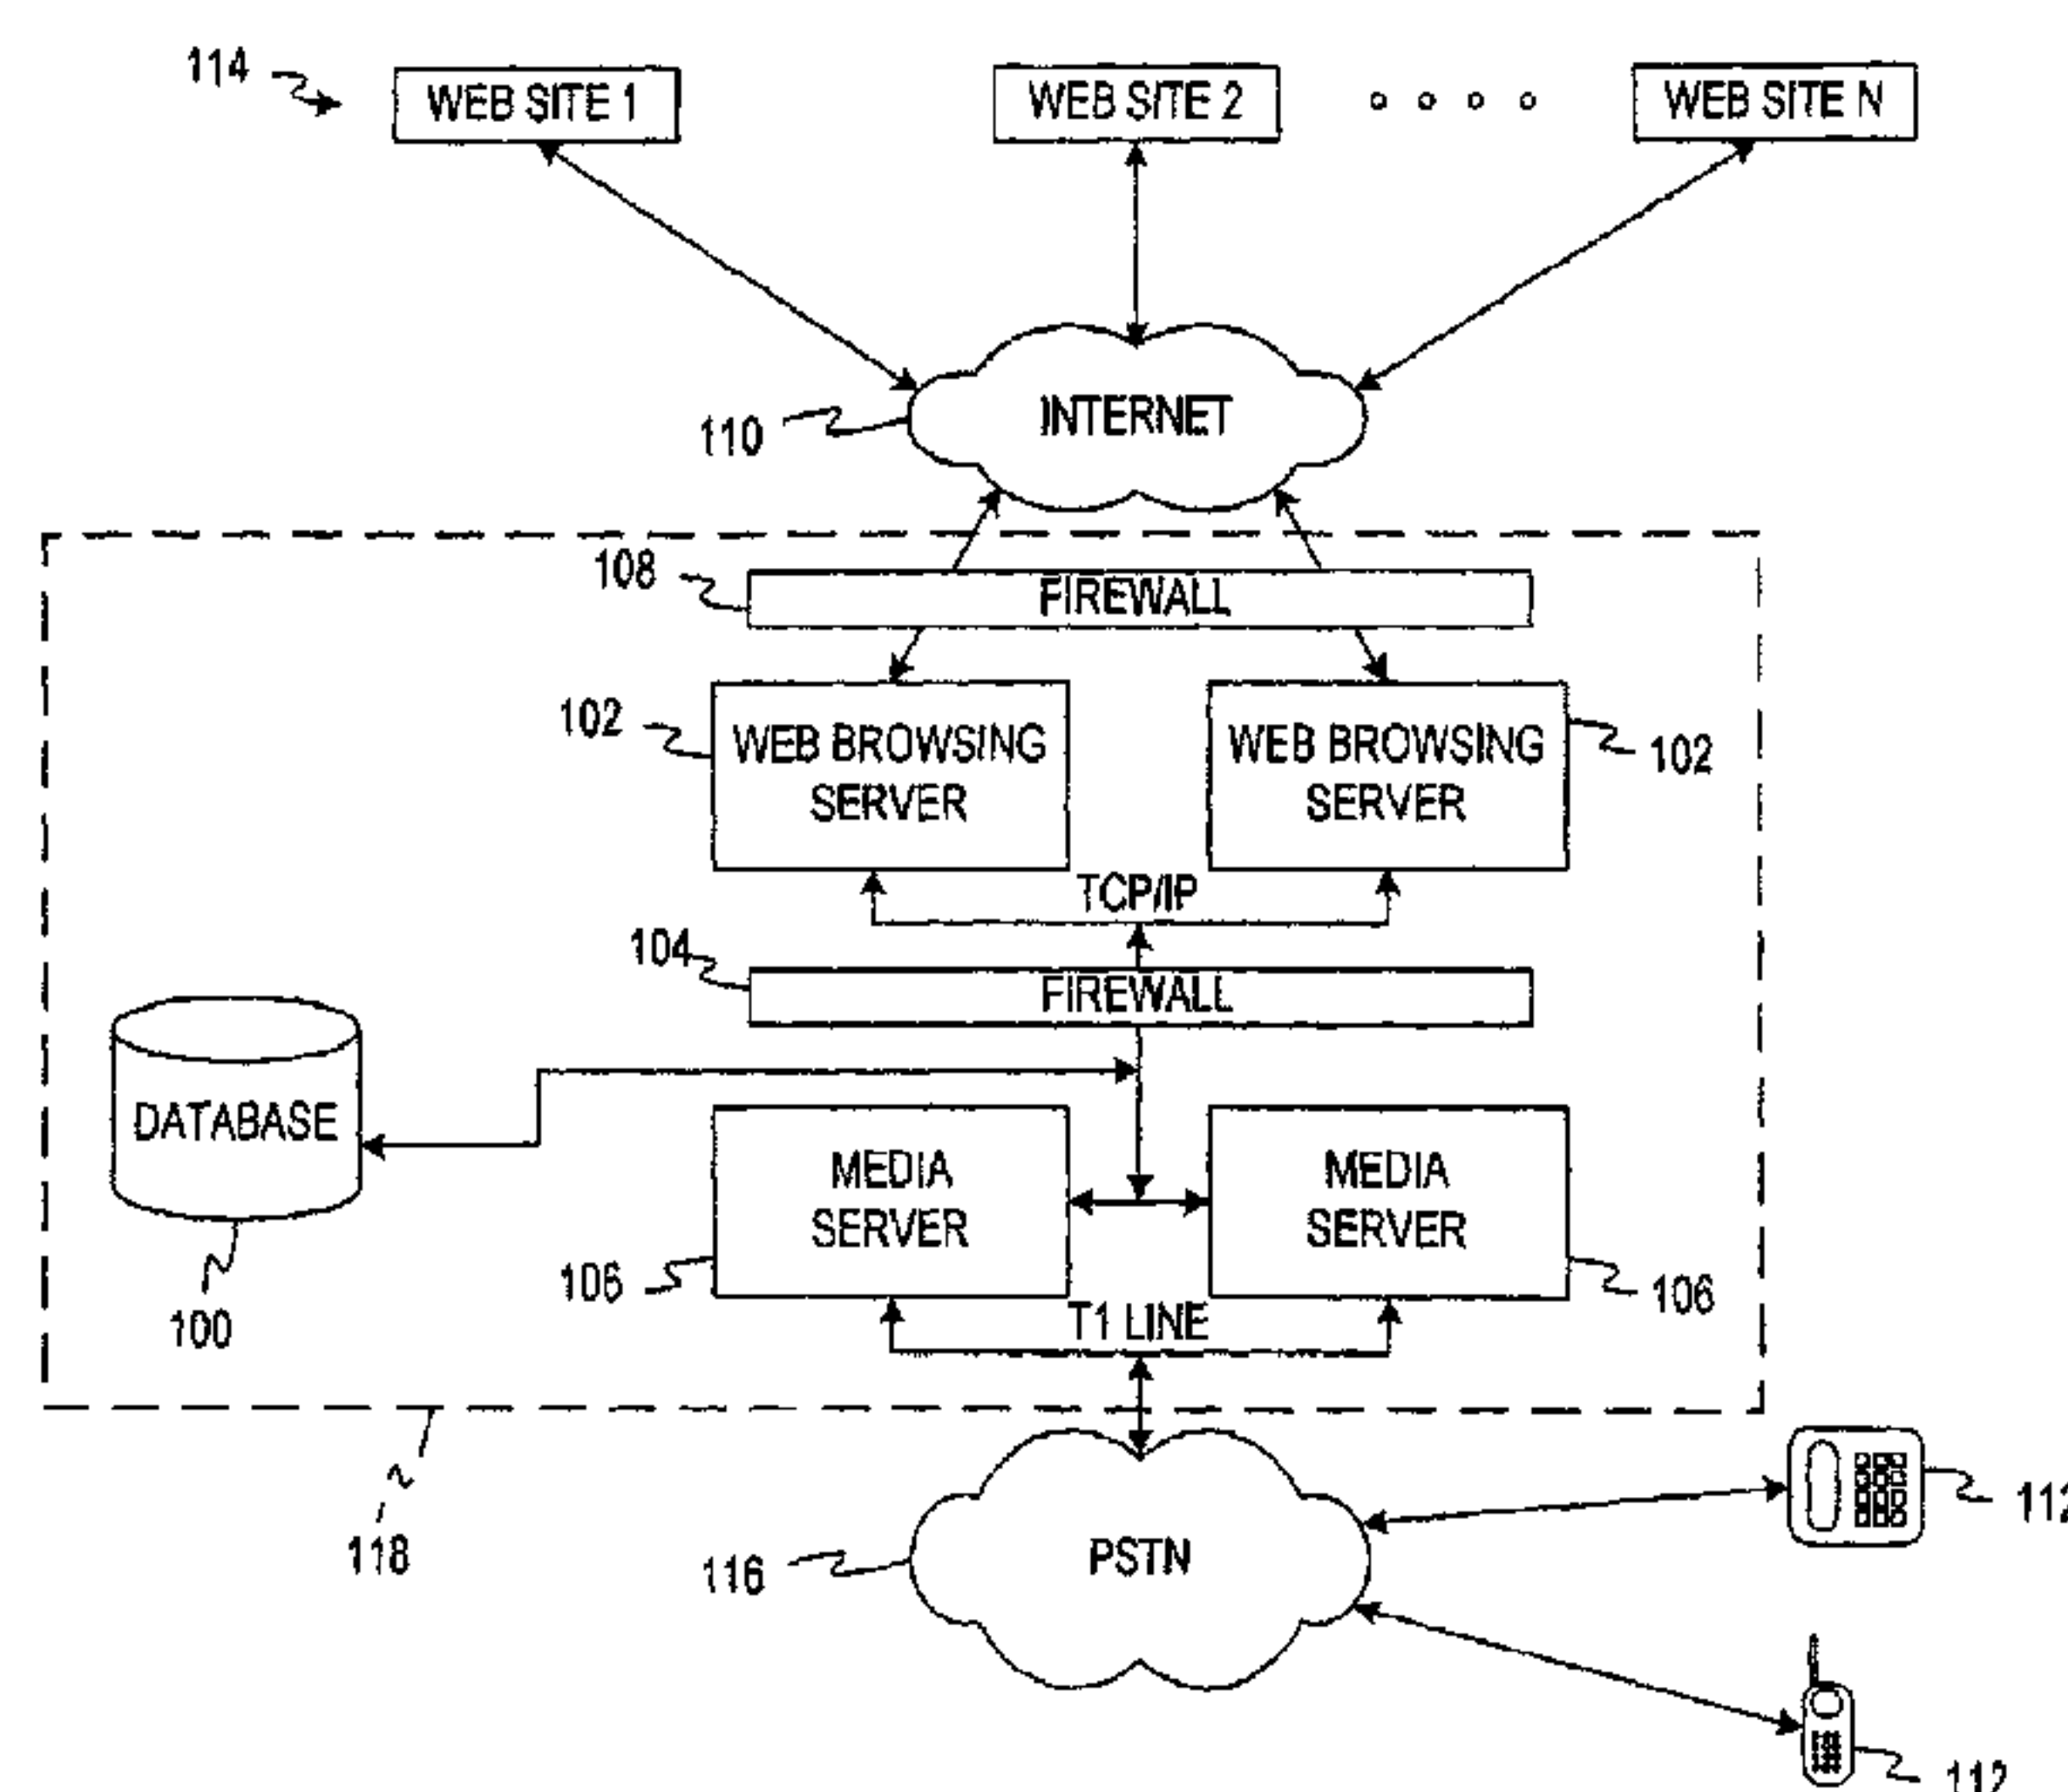 114
WEB SITE 1
WEB SITE 2
WEB SITE N
INTERNET
110
108
FIREWALL
102
WEB BROWSING
SERVER
WEB BROWSING
SERVER
102
TCP/IP
104
FIREWALL
DATABASE
100
MEDIA
SERVER
MEDIA
SERVER
106
106
T1 LINE
118
116
PSTN
112
112